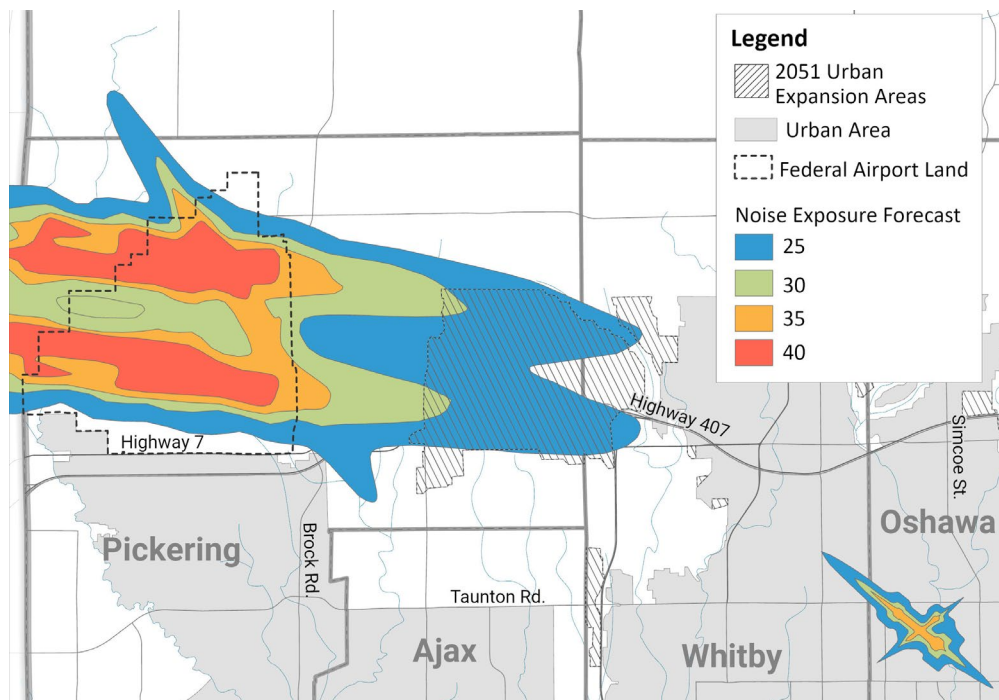 Legend
2051 Urban
Expansion Areas
Urban Area
Federal Airport Land
Noise Exposure Forecast
25
30
35
40
Highway 407
Highway 7
Simcoe St.
Oshawa
Pickering
Brock Rd.
Taunton Rd.
Ajax
Whitby